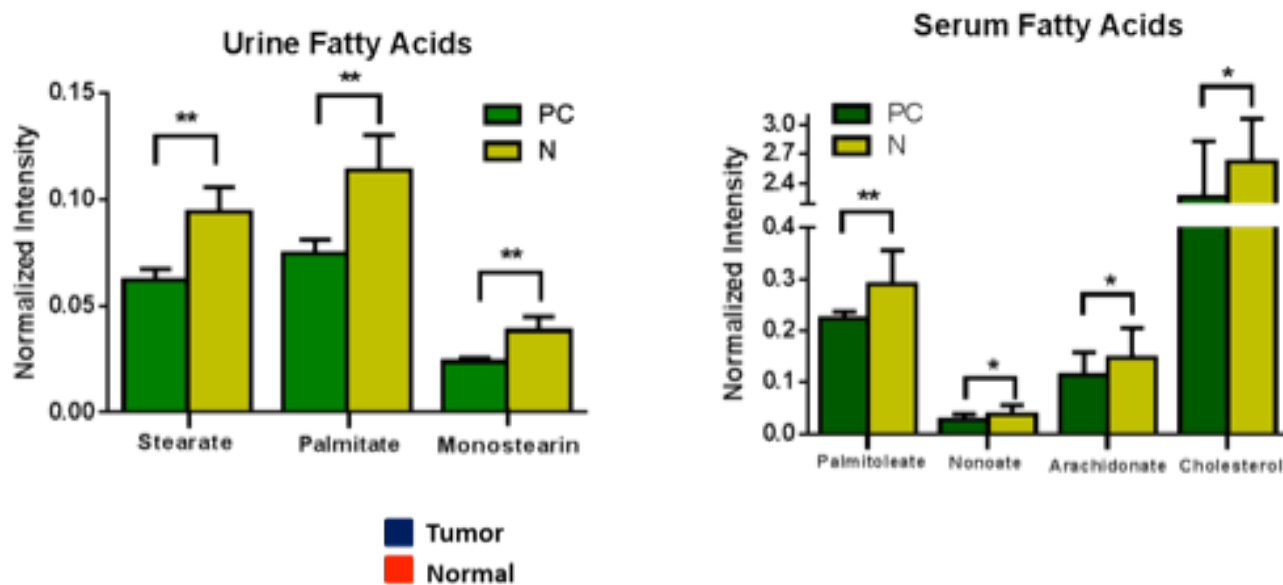 Urine Fatty Acids
Normalized Intensity
0.15
0.10
0.05
0.00
**
**
**
PC
N
Stearate
Palmitate
Monostearin
Serum Fatty Acids
Normalized Intensity
3.0
2.7
2.4
0.4
0.3
0.2
0.1
0.0
PC
N
**
*
*
*
Palmitoleate
Nonoate
Arachidonate
Cholesterol
Tumor
Normal